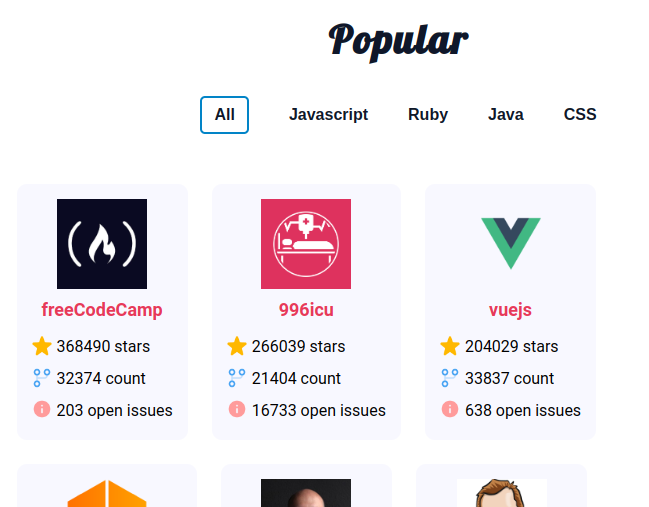 Popular
All Javascript Ruby Java CSS
freeCodeCamp 996icu vuejs
368490 stars 266039 stars 204029 stars
32374 count 21404 count 33837 count
203 open issues 16733 open issues 638 open issues